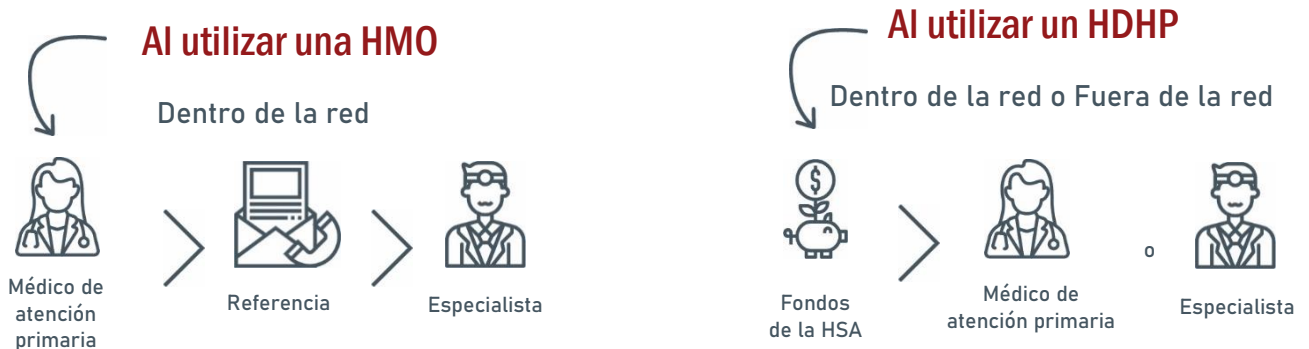 Al utilizar una HMO
Dentro de la red
Médico de
atención
primaria
Referencia
Especialista
Al utilizar un HDHP
Dentro de la red o Fuera de la red
$
Fondos
de la HSA
Médico de
atención primaria
o
Especialista